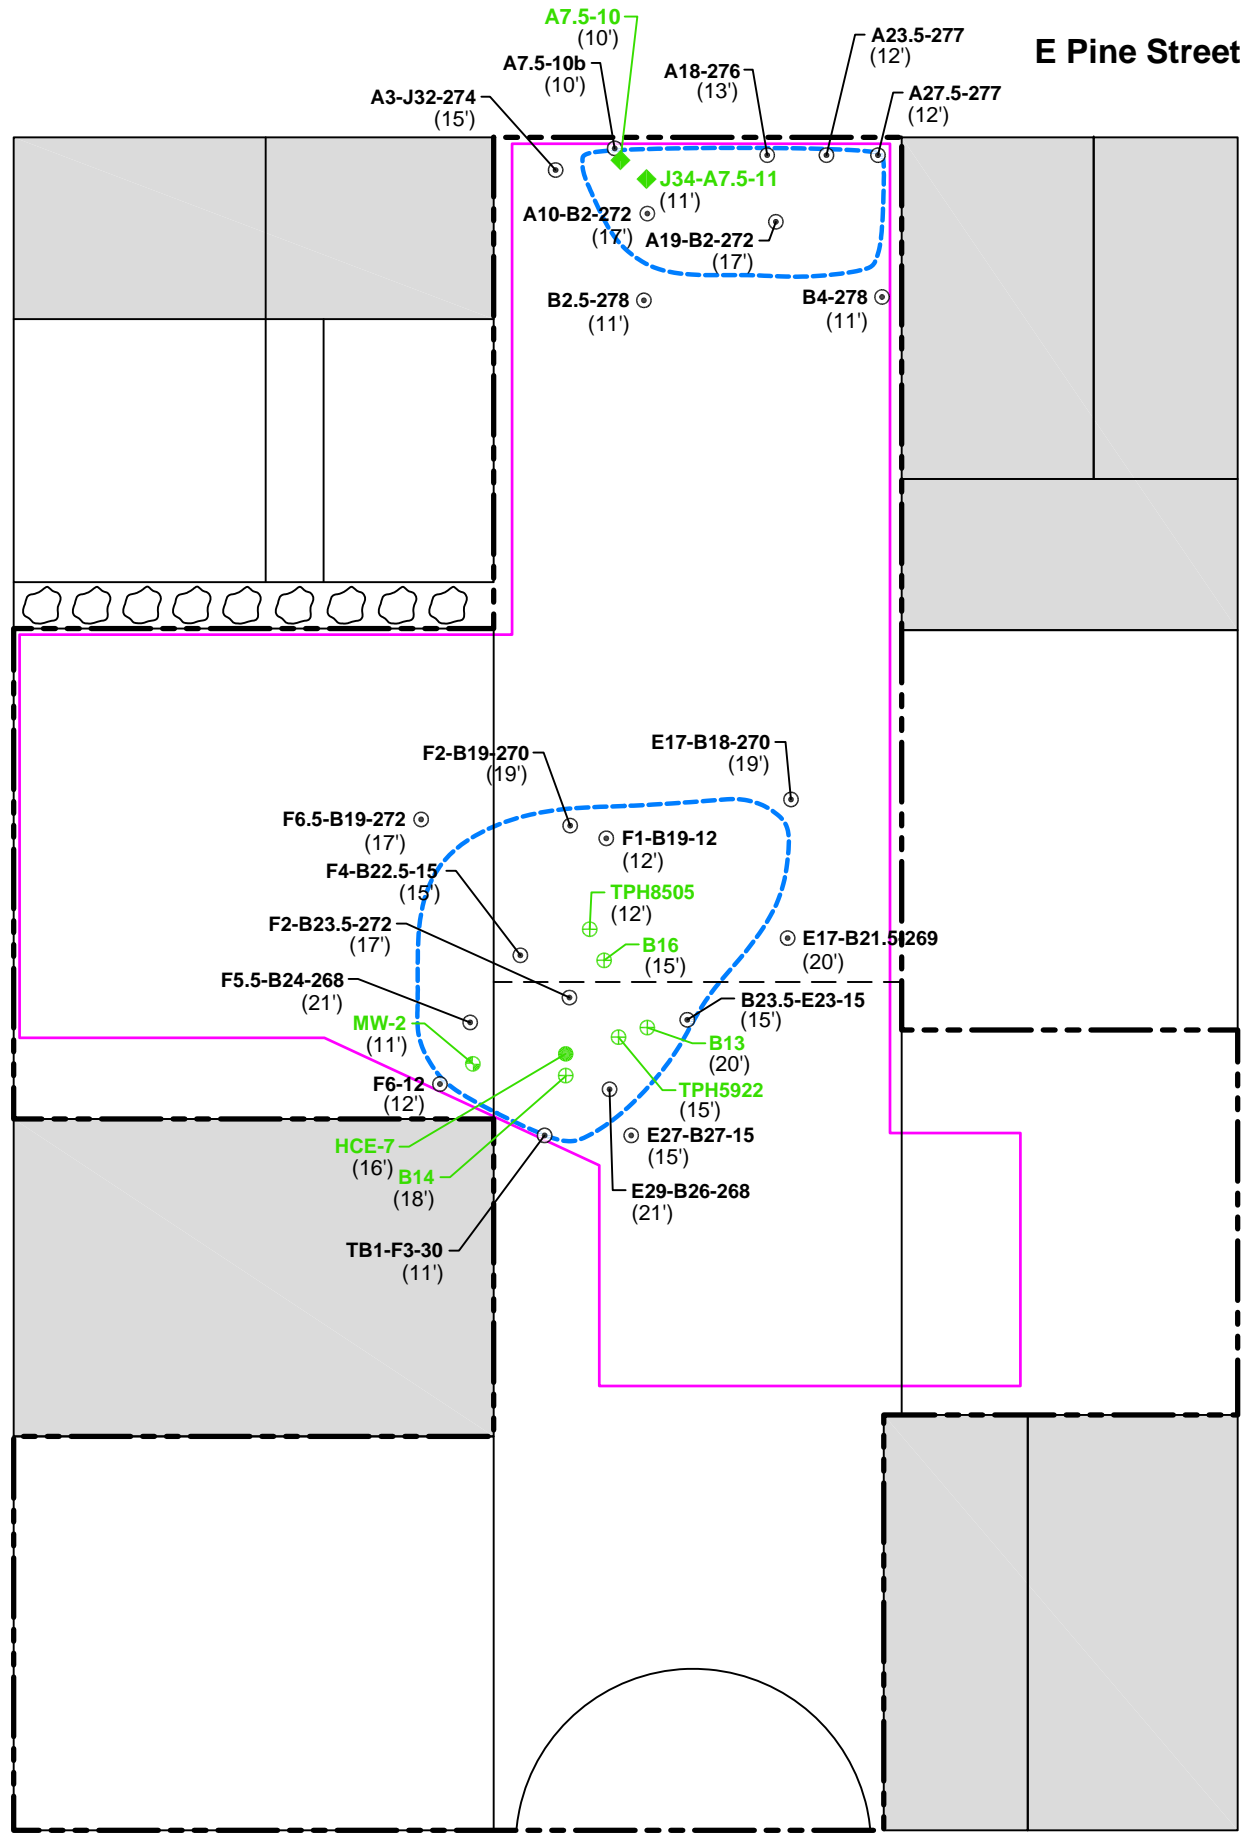 A7.5-10
(10')
E Pine Street
A23.5-277
(12')
A7.5-10b
(10')
A18-276
(13')
A27.5-277
(12')
A3-J32-274
(15')
J34-A7.5-11
(11')
A10-B2-272
(17')
A19-B2-272
(17')
B2.5-278
(11')
B4-278
(11')
F2-B19-270
(19')
E17-B18-270
(19')
F6.5-B19-272
(17')
F1-B19-12
(12')
F4-B22.5-15
(15')
TPH8505
(12')
F2-B23.5-272
(17')
B16
(15')
E17-B21.5-269
(20')
F5.5-B24-268
(21')
B23.5-E23-15
(15')
MW-2
(11')
B13
(20')
F6-12
(12')
TPH5922
(15')
HCE-7
(16')
E27-B27-15
(15')
B14
(18')
E29-B26-268
(21')
TB1-F3-30
(11')